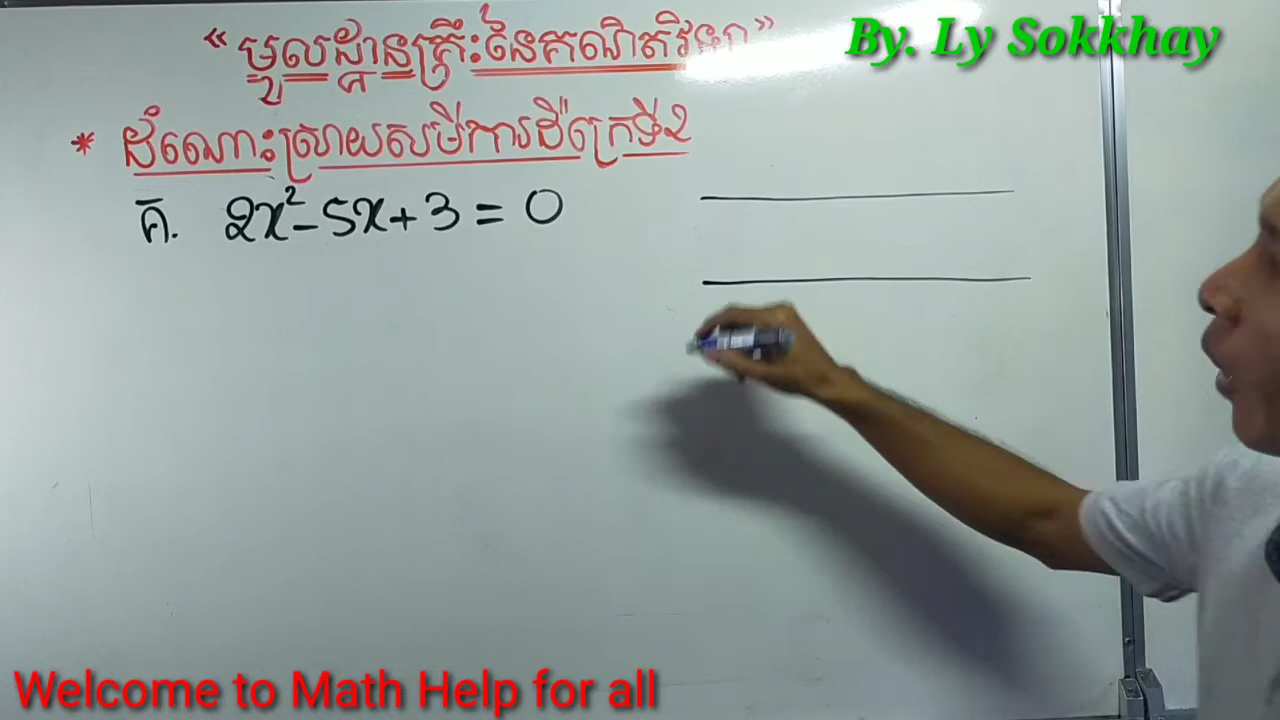 “មូលដ្ឋានគ្រឹះនៃគណិតវិទ្យា”
By. Ly Sokkhay
* ដំណោះស្រាយសមីការដឺក្រេទី២
គ. 2x²-5x+3=0
Welcome to Math Help for all